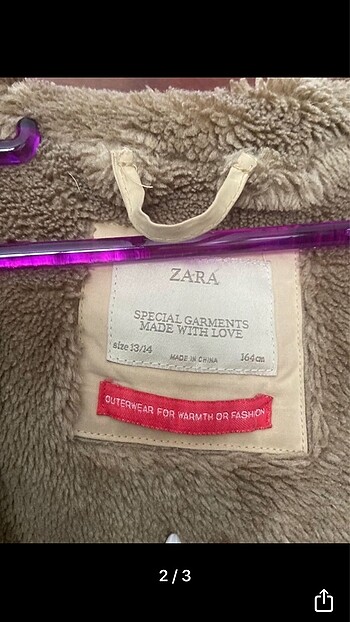 ZARA
SPECIAL GARMENTS
MADE WITH LOVE
size 13/14
MADE IN CHINA
164cm
OUTERWEAR FOR WARMTH OR FASHION
2/3